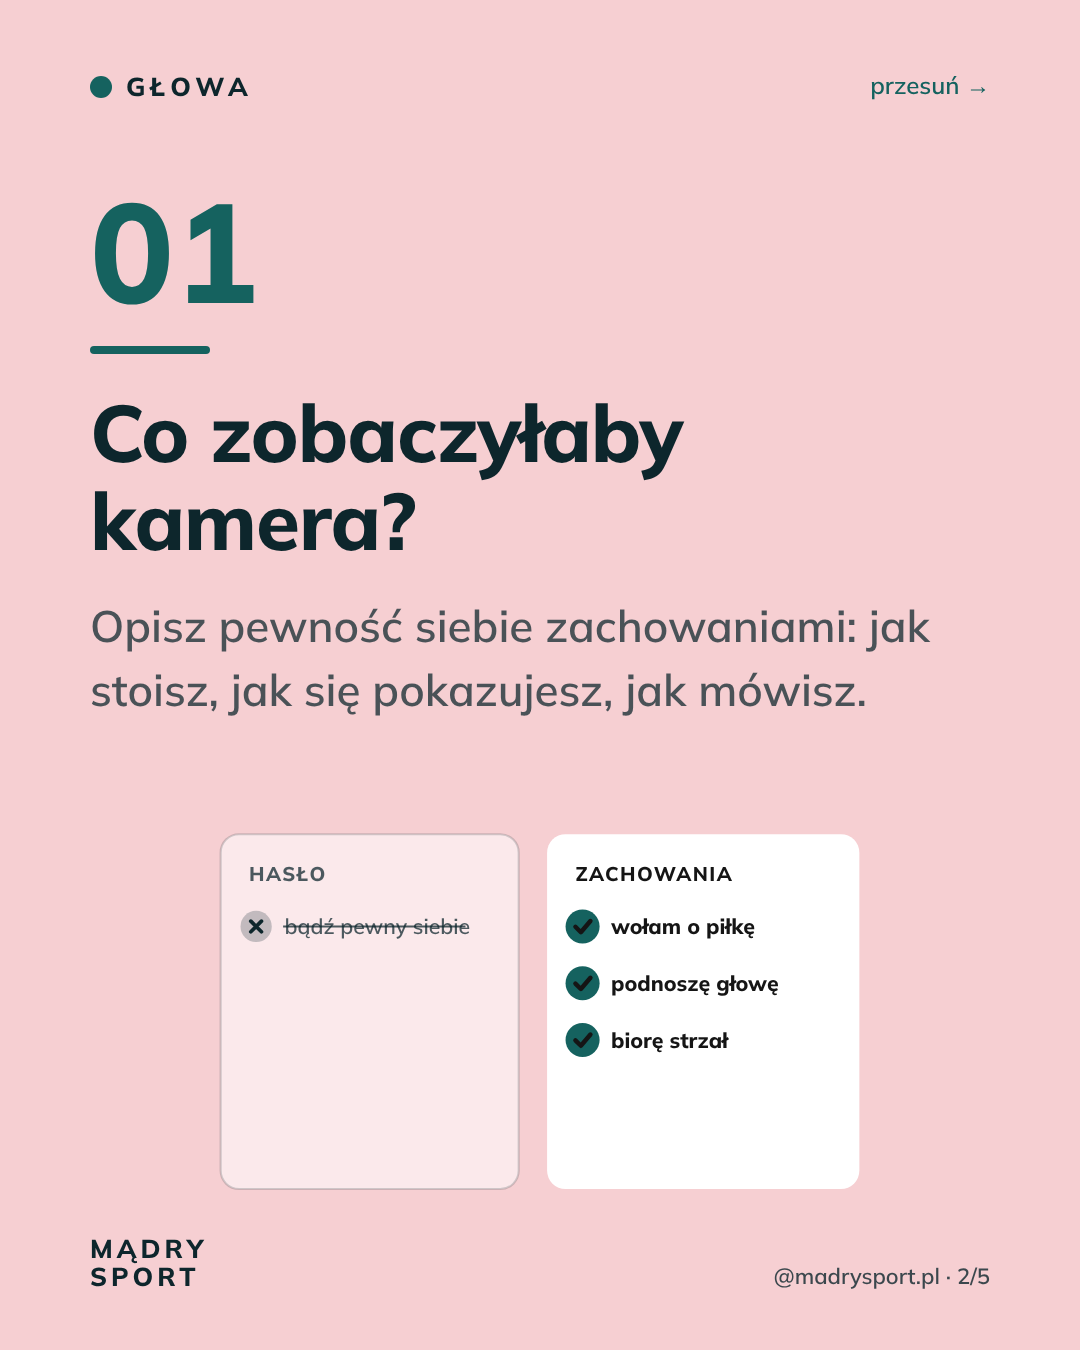 GŁOWA
przesuń →
01
Co zobaczyłaby
kamera?
Opisz pewność siebie zachowaniami: jak
stoisz, jak się pokazujesz, jak mówisz.
HASŁO
bądź pewny siebie
ZACHOWANIA
wołam o piłkę
podnoszę głowę
biorę strzał
MĄDRY
SPORT
@madrysport.pl · 2/5